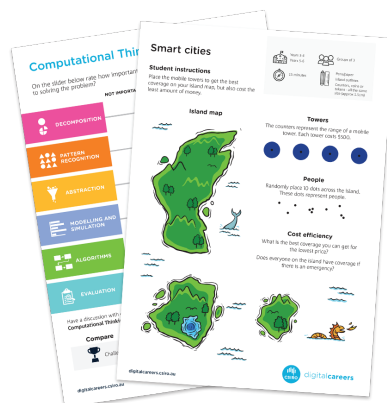 Computational Thin
On the slider below rate how important
to solving the problem?
NOT IMPORTA
DECOMPOSITION
PATTERN
RECOGNITION
ABSTRACTION
MODELLING AND
SIMULATION
ALGORITHMS
EVALUATION
Have a discussion with
Computational Thinki
Compare
Challe
digitalcareers.csiro.au
Smart cities
Student instructions
Place the mobile towers to get the best
coverage on your island map, but also cost the
least amount of money.
Island map
Groups of 3
Towers
The counters represent the range of a mobile
tower. Each tower costs $500.
People
Randomly place 10 dots across the island.
These dots represent people.
Cost efficiency
What is the best coverage you can get for
the lowest price?
Does everyone on the island have coverage if
there is an emergency?
digitalcareers.csiro.au
CSIRO
digitalcareers